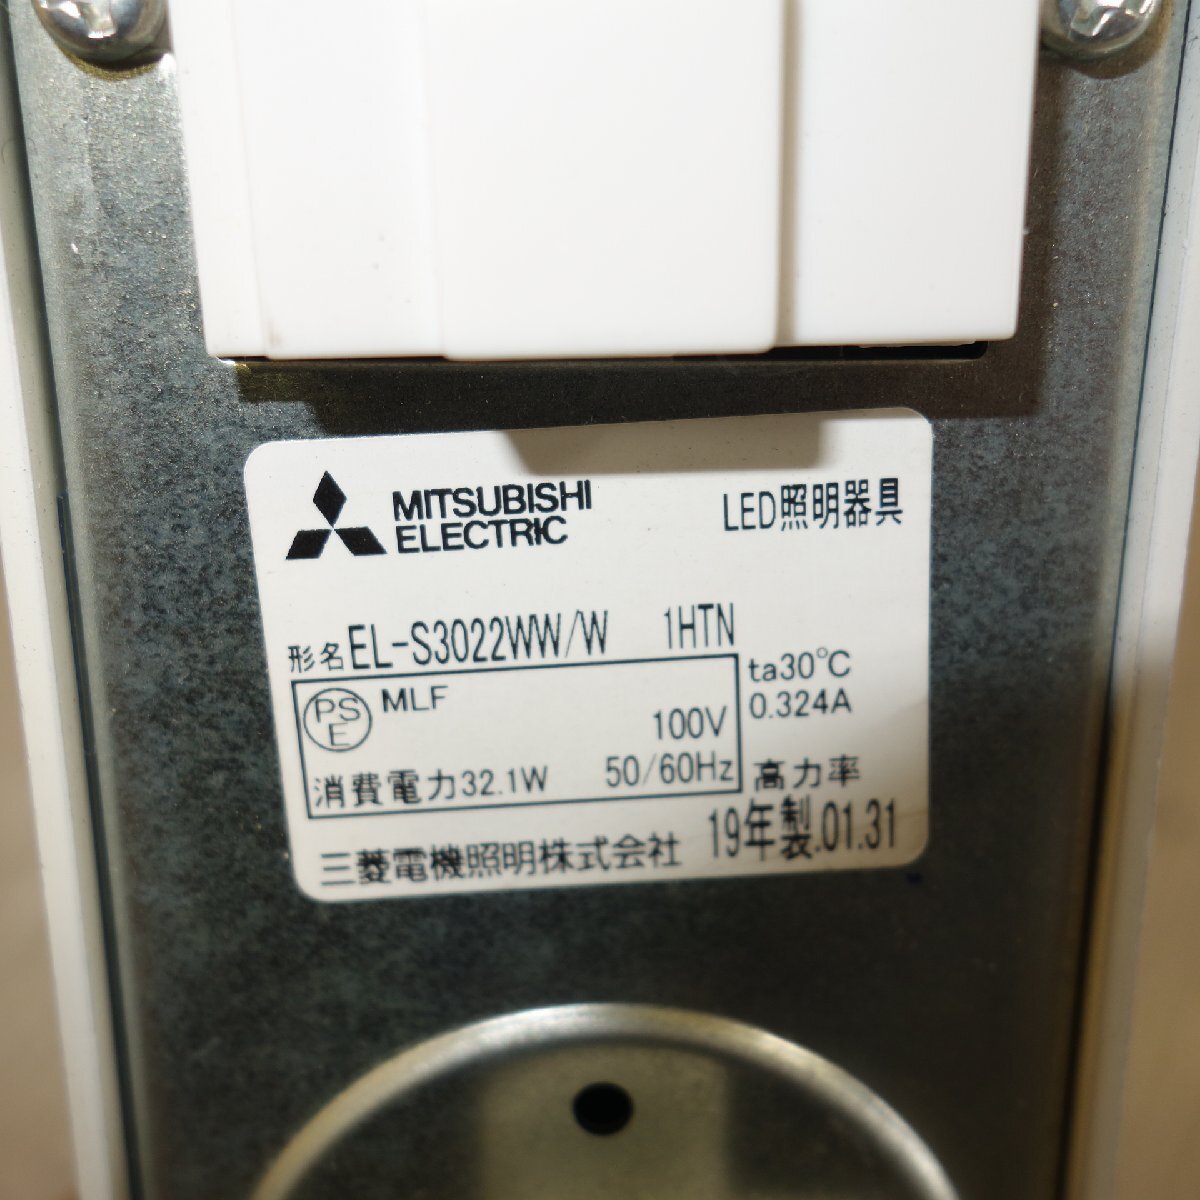 MITSUBISHI
ELECTRIC
LED照明器具
形名 EL-S3022WW/W 1HTN
PS
E
MLF
100V
消費電力32.1W 50/60Hz
ta30℃
0.324A
高力率
三菱電機照明株式会社 19年製.01.31